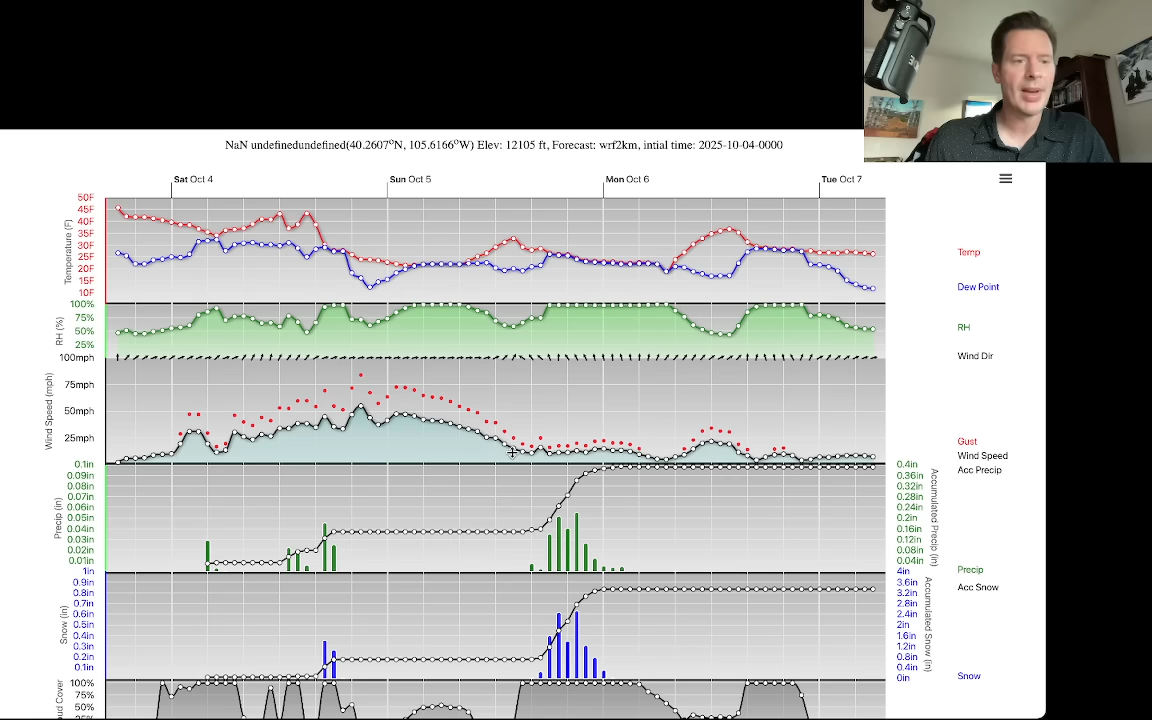 NaN undefinedundefined(40.2607°N, 105.6166°W) Elev: 12105 ft, Forecast: wrf2km, intial time: 2025-10-04-0000
Sat Oct 4 Sun Oct 5 Mon Oct 6 Tue Oct 7
Temperature (F)
50F
45F
40F
35F
30F
25F
20F
15F
10F
Temp
Dew Point
RH (%)
100%
75%
50%
25%
RH
Wind Dir
Wind Speed (mph)
100mph
75mph
50mph
25mph
Gust
Wind Speed
Acc Precip
Precip (in)
0.1in
0.09in
0.08in
0.07in
0.06in
0.05in
0.04in
0.03in
0.02in
0.01in
0.4in
0.36in
0.32in
0.28in
0.24in
0.2in
0.16in
0.12in
0.08in
0.04in
Accumulated Precip (in)
Precip
Acc Snow
Snow (in)
1in
0.9in
0.8in
0.7in
0.6in
0.5in
0.4in
0.3in
0.2in
0.1in
4in
3.6in
3.2in
2.8in
2.4in
2in
1.6in
1.2in
0.8in
0.4in
0in
Accumulated Snow (in)
Snow
ud Cover
100%
75%
50%
25%